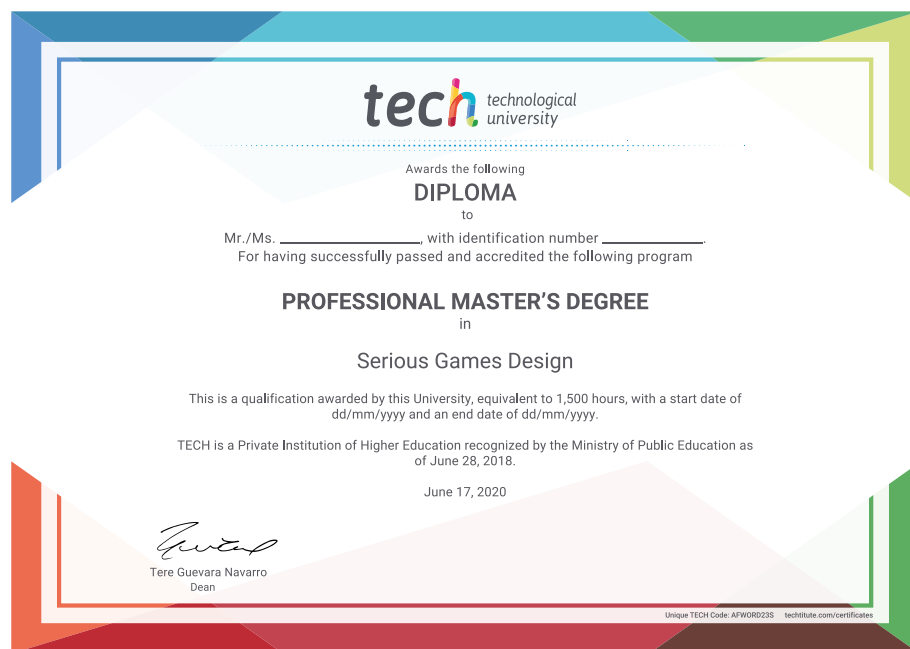 tech technological
university
Awards the following
DIPLOMA
to
Mr./Ms. ____________________, with identification number ______________.
For having successfully passed and accredited the following program
PROFESSIONAL MASTER'S DEGREE
in
Serious Games Design
This is a qualification awarded by this University, equivalent to 1,500 hours, with a start date of
dd/mm/yyyy and an end date of dd/mm/yyyy.
TECH is a Private Institution of Higher Education recognized by the Ministry of Public Education as
of June 28, 2018.
June 17, 2020
Tere Guevara Navarro
Dean
Unique TECH Code: AFWORD23S techtitute.com/certificates